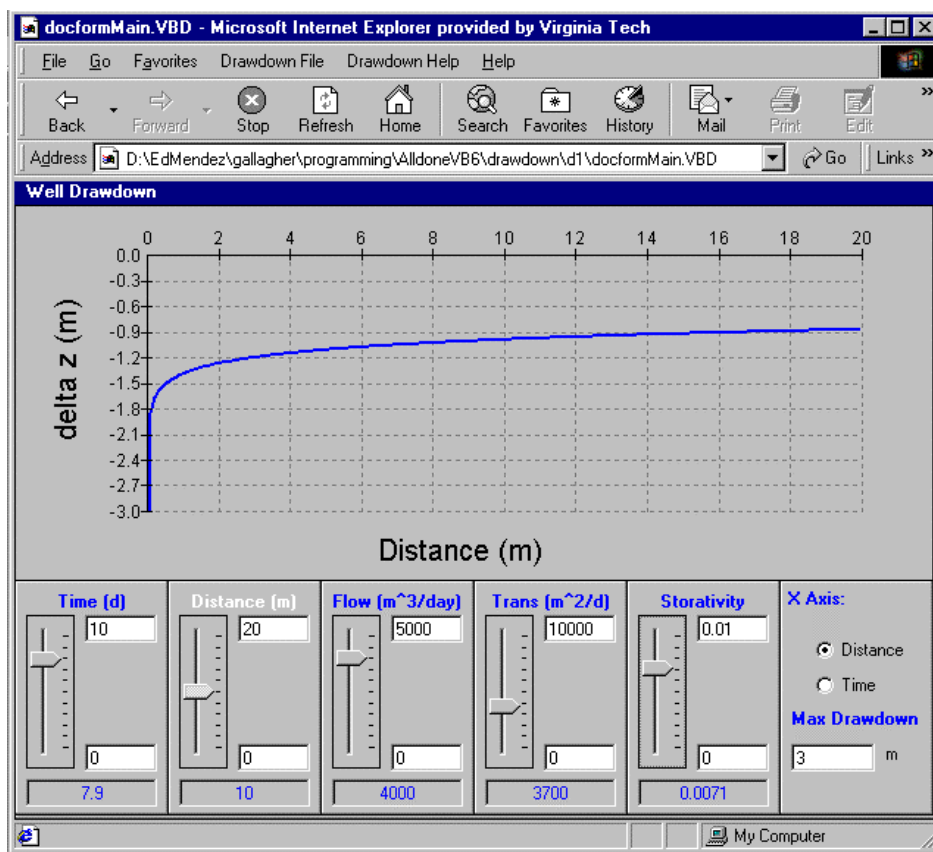 docformMain.VBD - Microsoft Internet Explorer provided by Virginia Tech
File Go Favorites Drawdown File Drawdown Help Help
Back Forward Stop Refresh Home Search Favorites History Mail Print Edit »
Address D:\EdMendez\gallagher\programming\AlldoneVB6\drawdown\d1\docformMain.VBD Go Links »
Well Drawdown
0 2 4 6 8 10 12 14 16 18 20
0.0
-0.3
-0.6
-0.9
-1.2
-1.5
-1.8
-2.1
-2.4
-2.7
-3.0
delta z (m)
Distance (m)
Time (d) Distance (m) Flow (m^3/day) Trans (m^2/d) Storativity X Axis:
10 20 5000 10000 0.01
Distance
Time
Max Drawdown
0 0 0 0 0 3 m
7.9 10 4000 3700 0.0071
My Computer